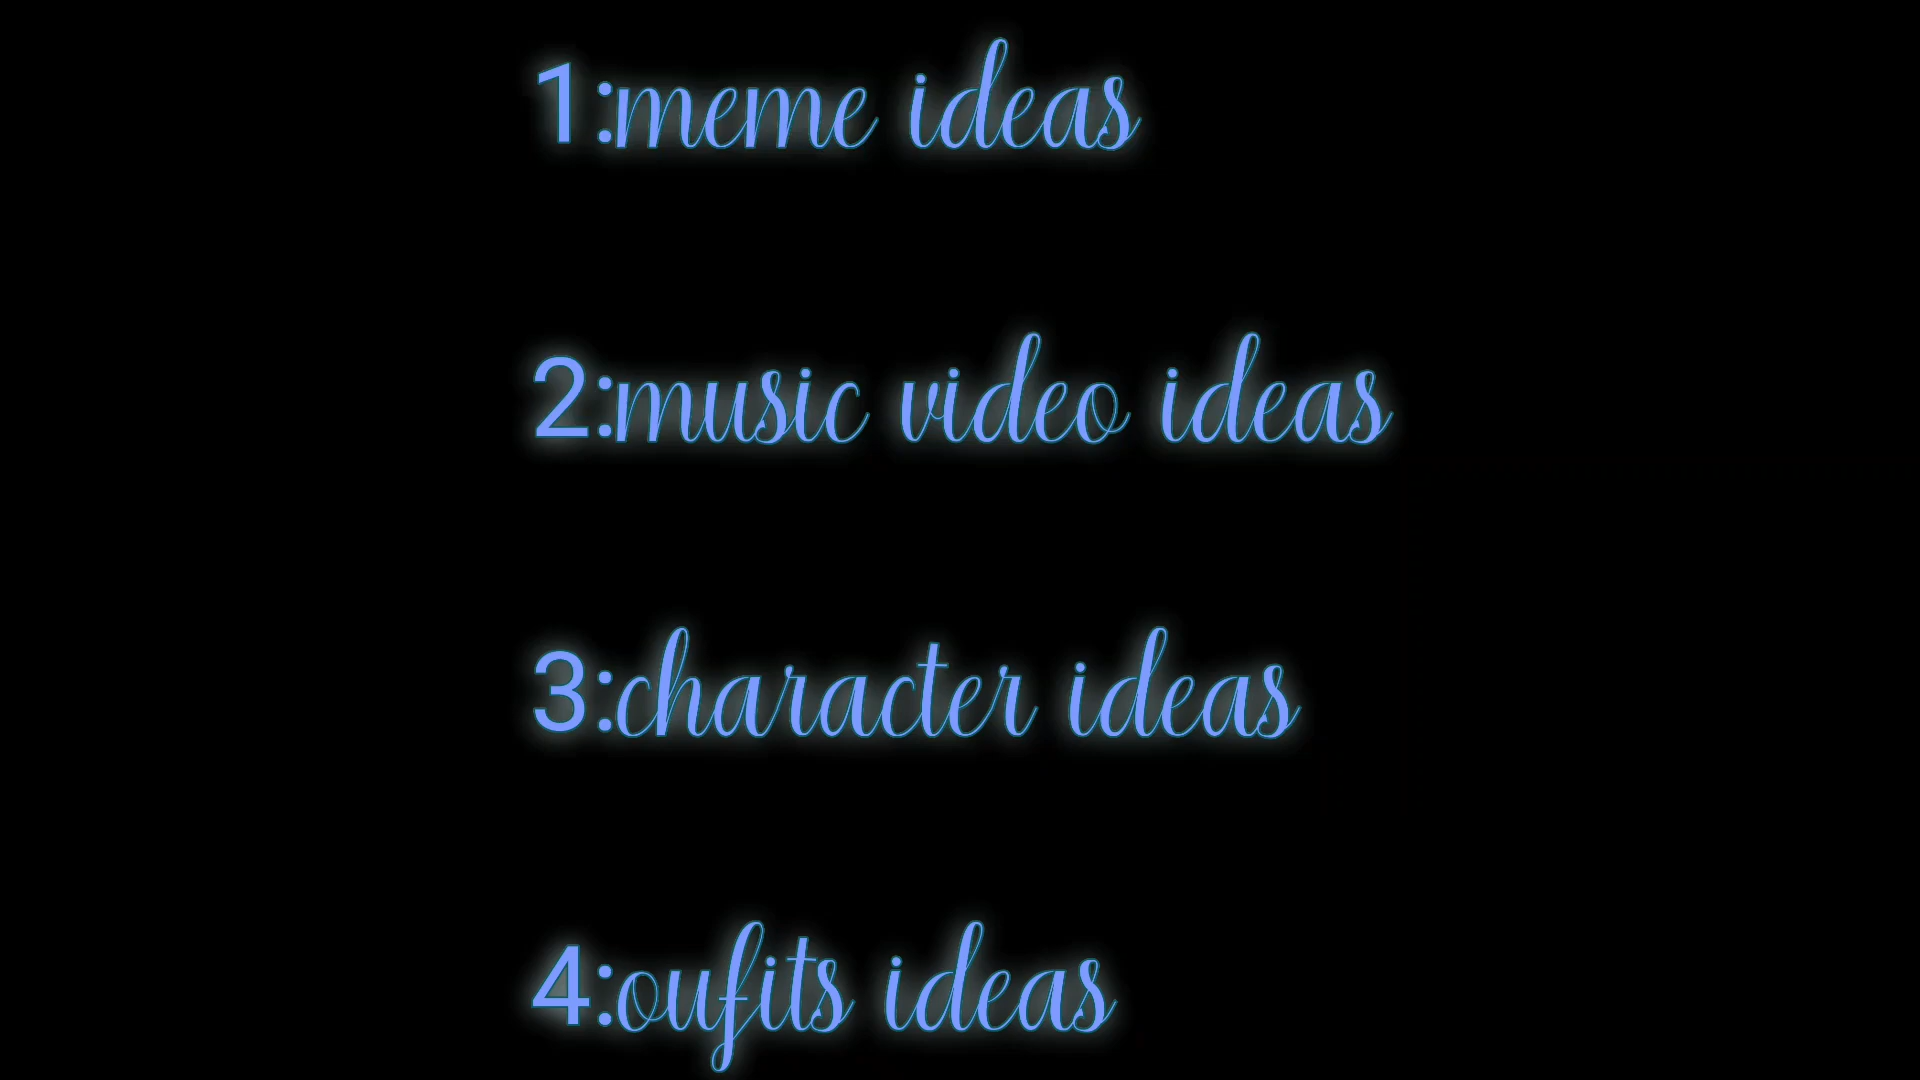 1:meme ideas
2:music video ideas
3:character ideas
4:oufits ideas